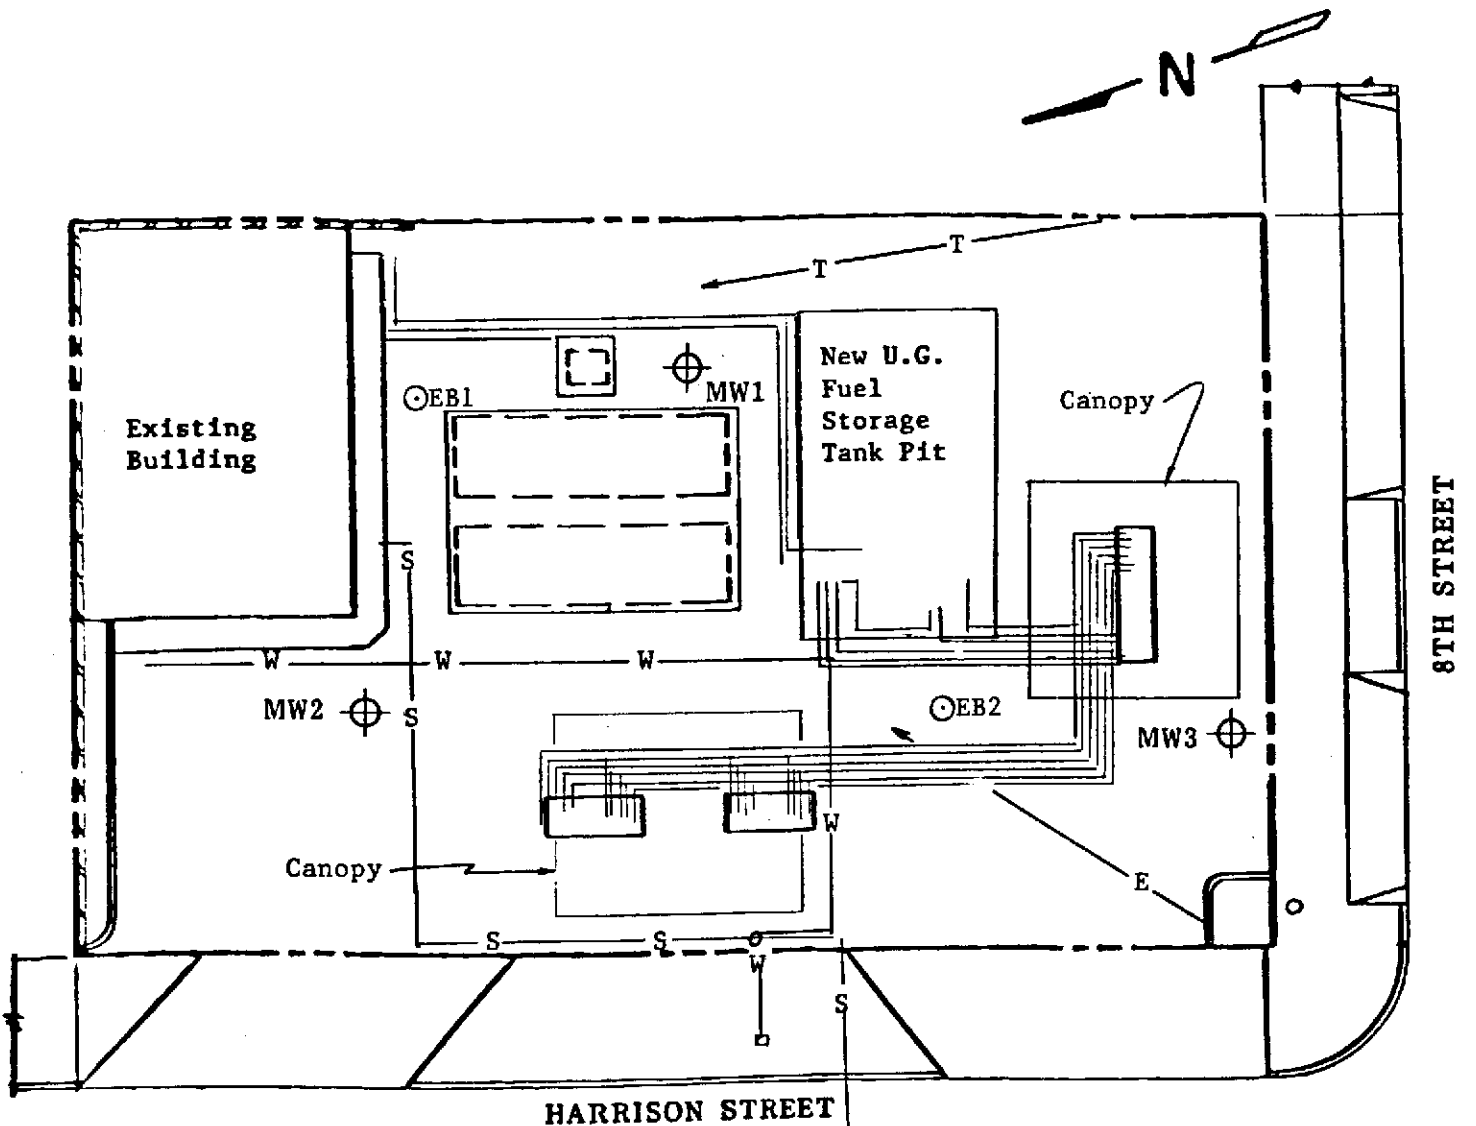 N
T
T
New U.G.
Fuel
Storage
Tank Pit
MW1
EB1
Canopy
Existing
Building
8TH STREET
S
W W W
MW2
S
EB2
MW3
W
Canopy
E
S S
W
S
HARRISON STREET